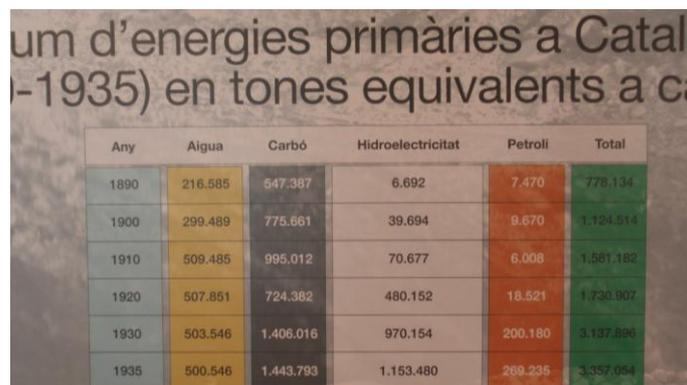 um d’energies primàries a Catal
-1935) en tones equivalents a ca
Any Aigua Carbó Hidroelectricitat Petroli Total
1890 216.585 547.387 6.692 7.470 778.134
1900 299.489 775.661 39.694 9.670 1.124.514
1910 509.485 995.012 70.677 6.008 1.581.182
1920 507.851 724.382 480.152 18.521 1.730.907
1930 503.546 1.406.016 970.154 200.180 3.137.896
1935 500.546 1.443.793 1.153.480 269.235 3.357.054